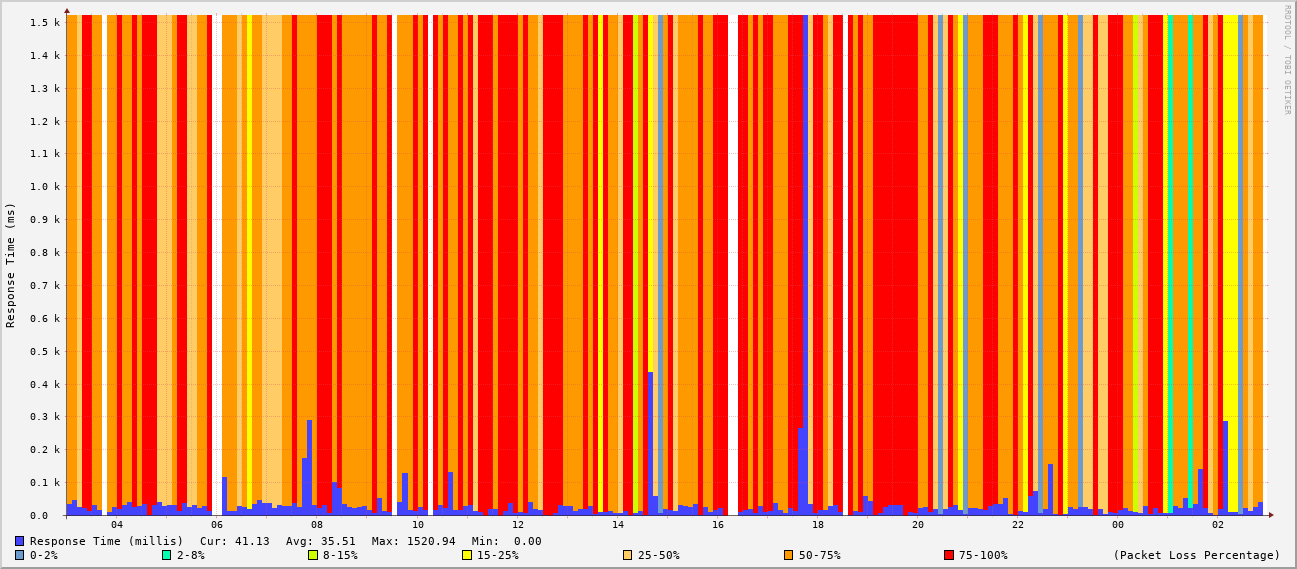 1.5 k
1.4 k
1.3 k
1.2 k
1.1 k
1.0 k
0.9 k
0.8 k
0.7 k
0.6 k
0.5 k
0.4 k
0.3 k
0.2 k
0.1 k
0.0
Response Time (ms)
RRDTOOL / TOBI OETIKER
04 06 08 10 12 14 16 18 20 22 00 02
Response Time (millis) Cur: 41.13 Avg: 35.51 Max: 1520.94 Min: 0.00
0-2% 2-8% 8-15% 15-25% 25-50% 50-75% 75-100% (Packet Loss Percentage)